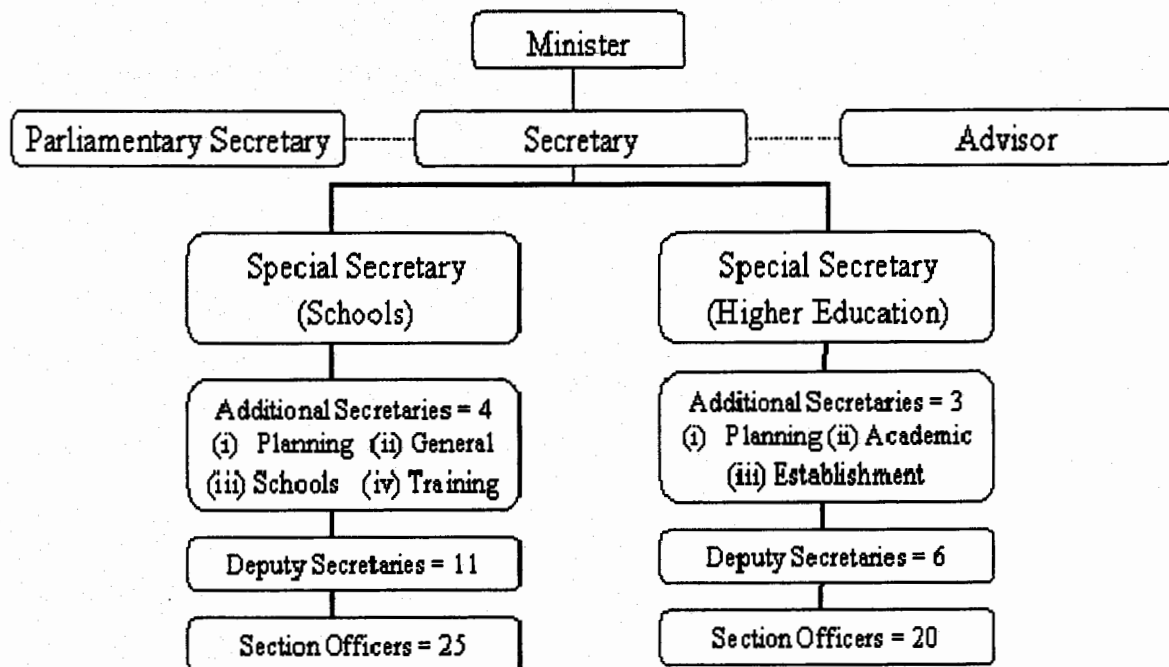 Minister
Parliamentary Secretary
Secretary
Advisor
Special Secretary
(Schools)
Special Secretary
(Higher Education)
Additional Secretaries = 4
(i) Planning (ii) General
(iii) Schools (iv) Training
Additional Secretaries = 3
(i) Planning (ii) Academic
(iii) Establishment
Deputy Secretaries = 11
Deputy Secretaries = 6
Section Officers = 25
Section Officers = 20